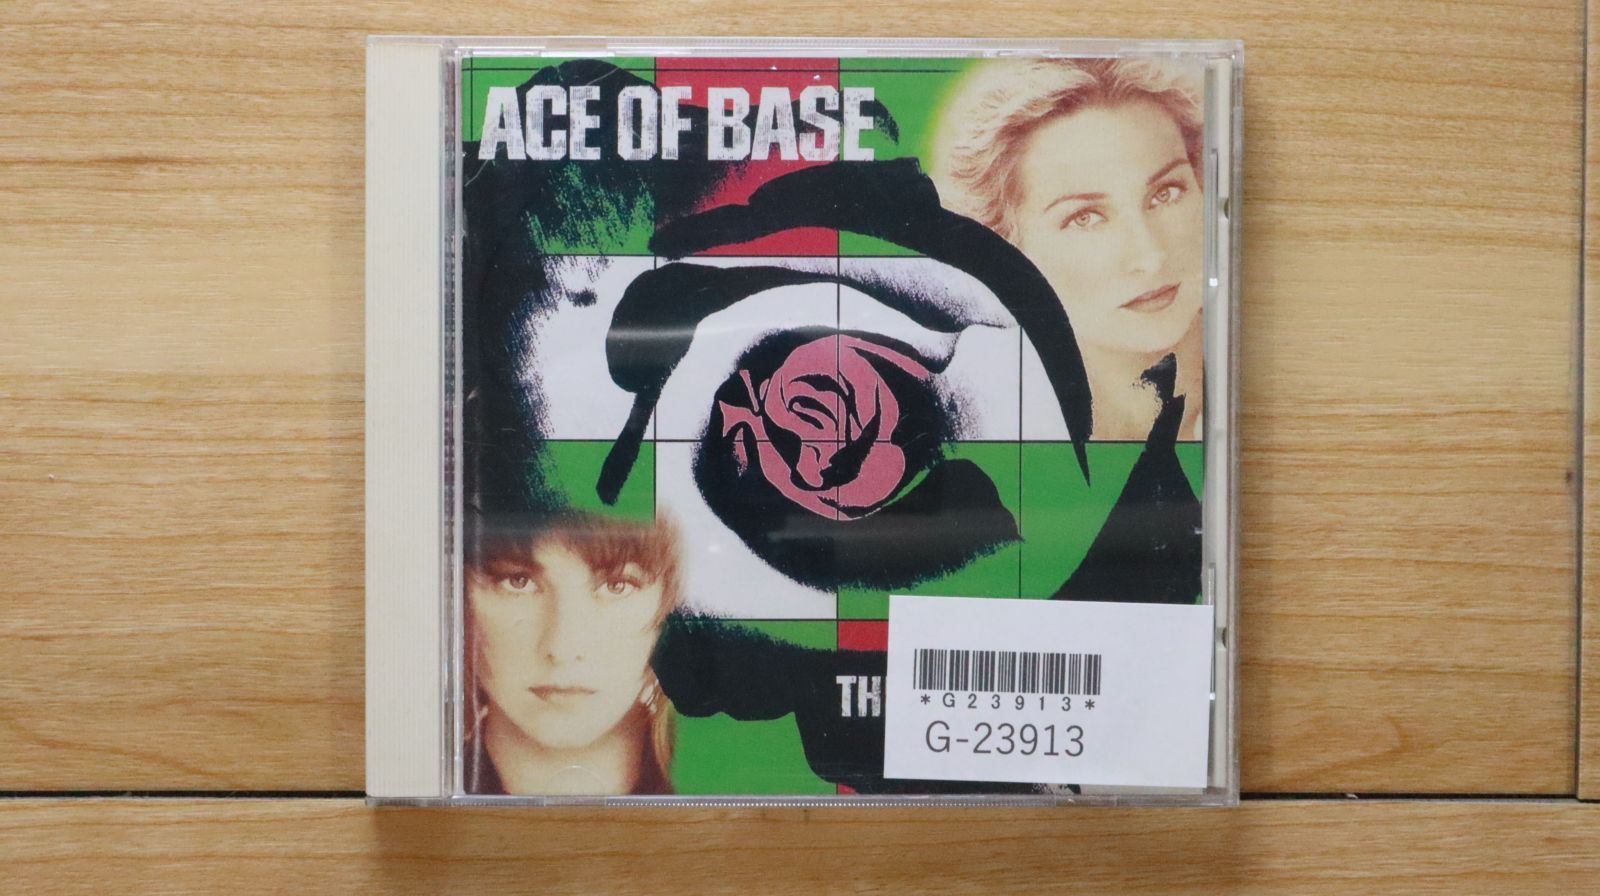 ACE OF BASE
TH
*G23913*
G-23913